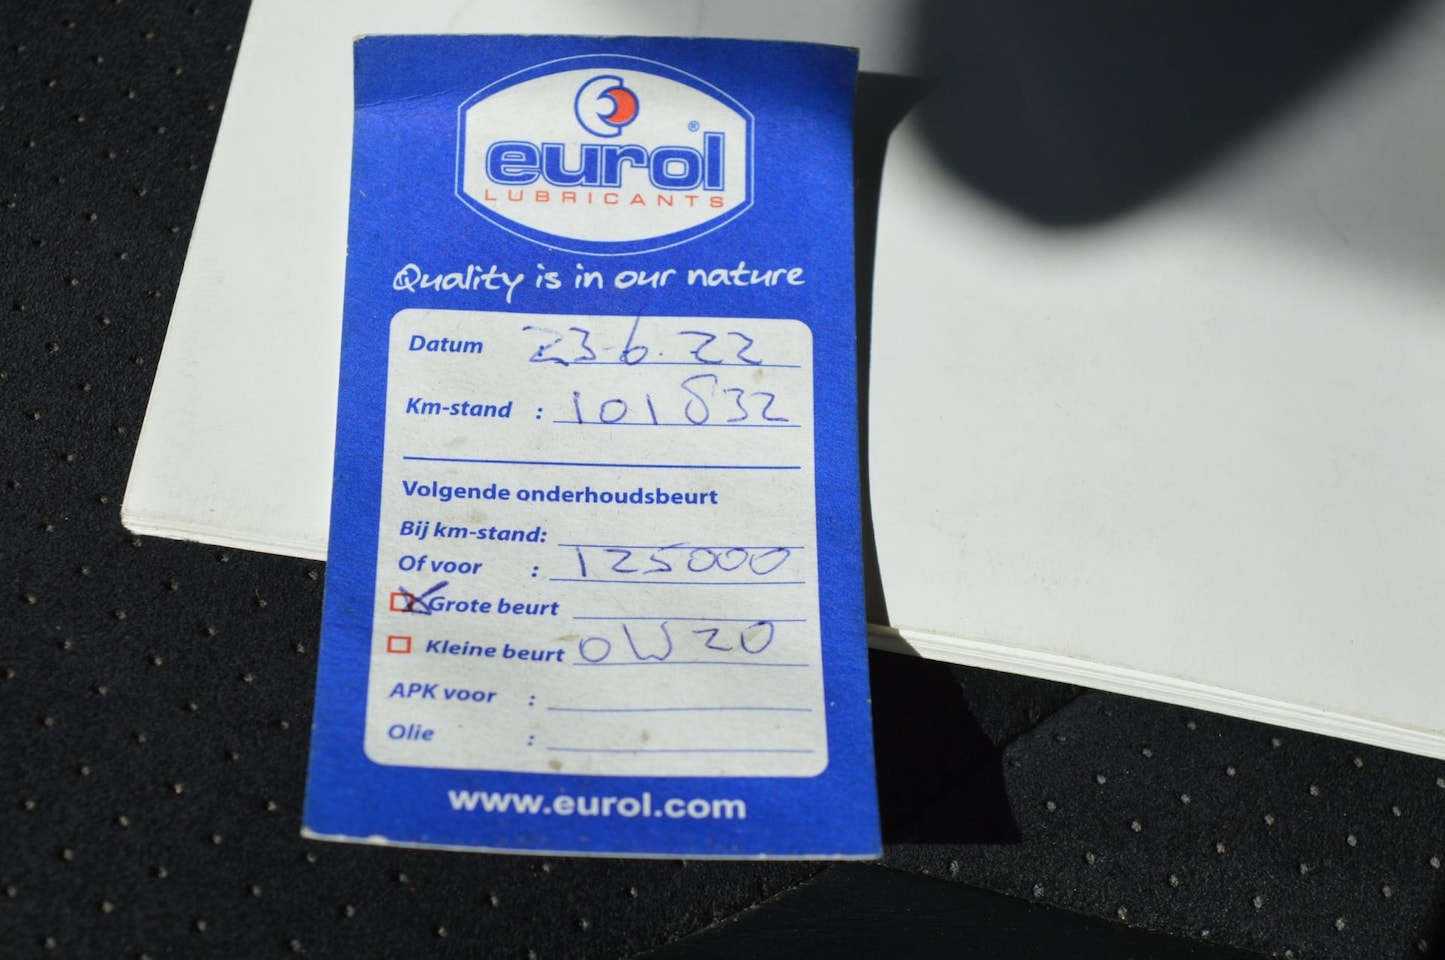 eurol®
LUBRICANTS
Quality is in our nature
Datum 23-6.22
Km-stand : 101832
Volgende onderhoudsbeurt
Bij km-stand:
Of voor : 125000
Grote beurt
Kleine beurt 0W20
APK voor :
Olie :
www.eurol.com